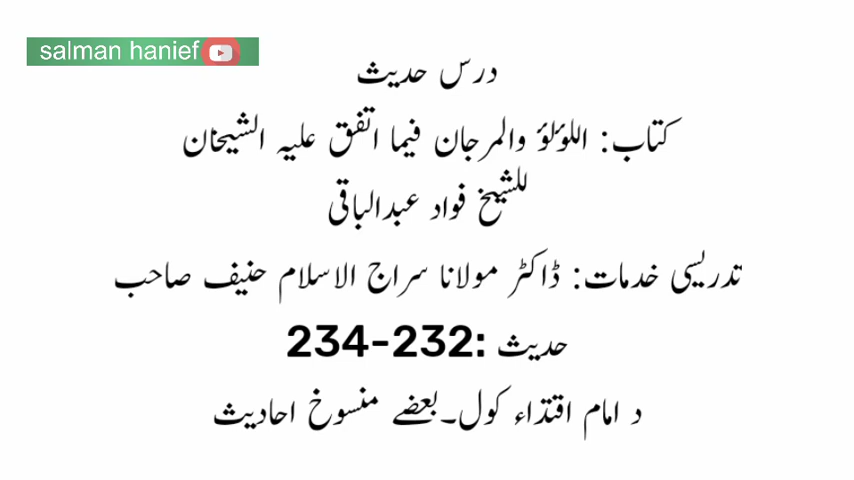 salman hanief
درس حدیث
کتاب: اللوٴلوٴ والمرجان فیما اتفق علیہ الشیخان
للشیخ فواد عبدالباقی
تدریسی خدمات: ڈاکٹر مولانا سراج الاسلام حنیف صاحب
حدیث :232-234
د امام اقتداء کول۔بعضے منسوخ احادیث